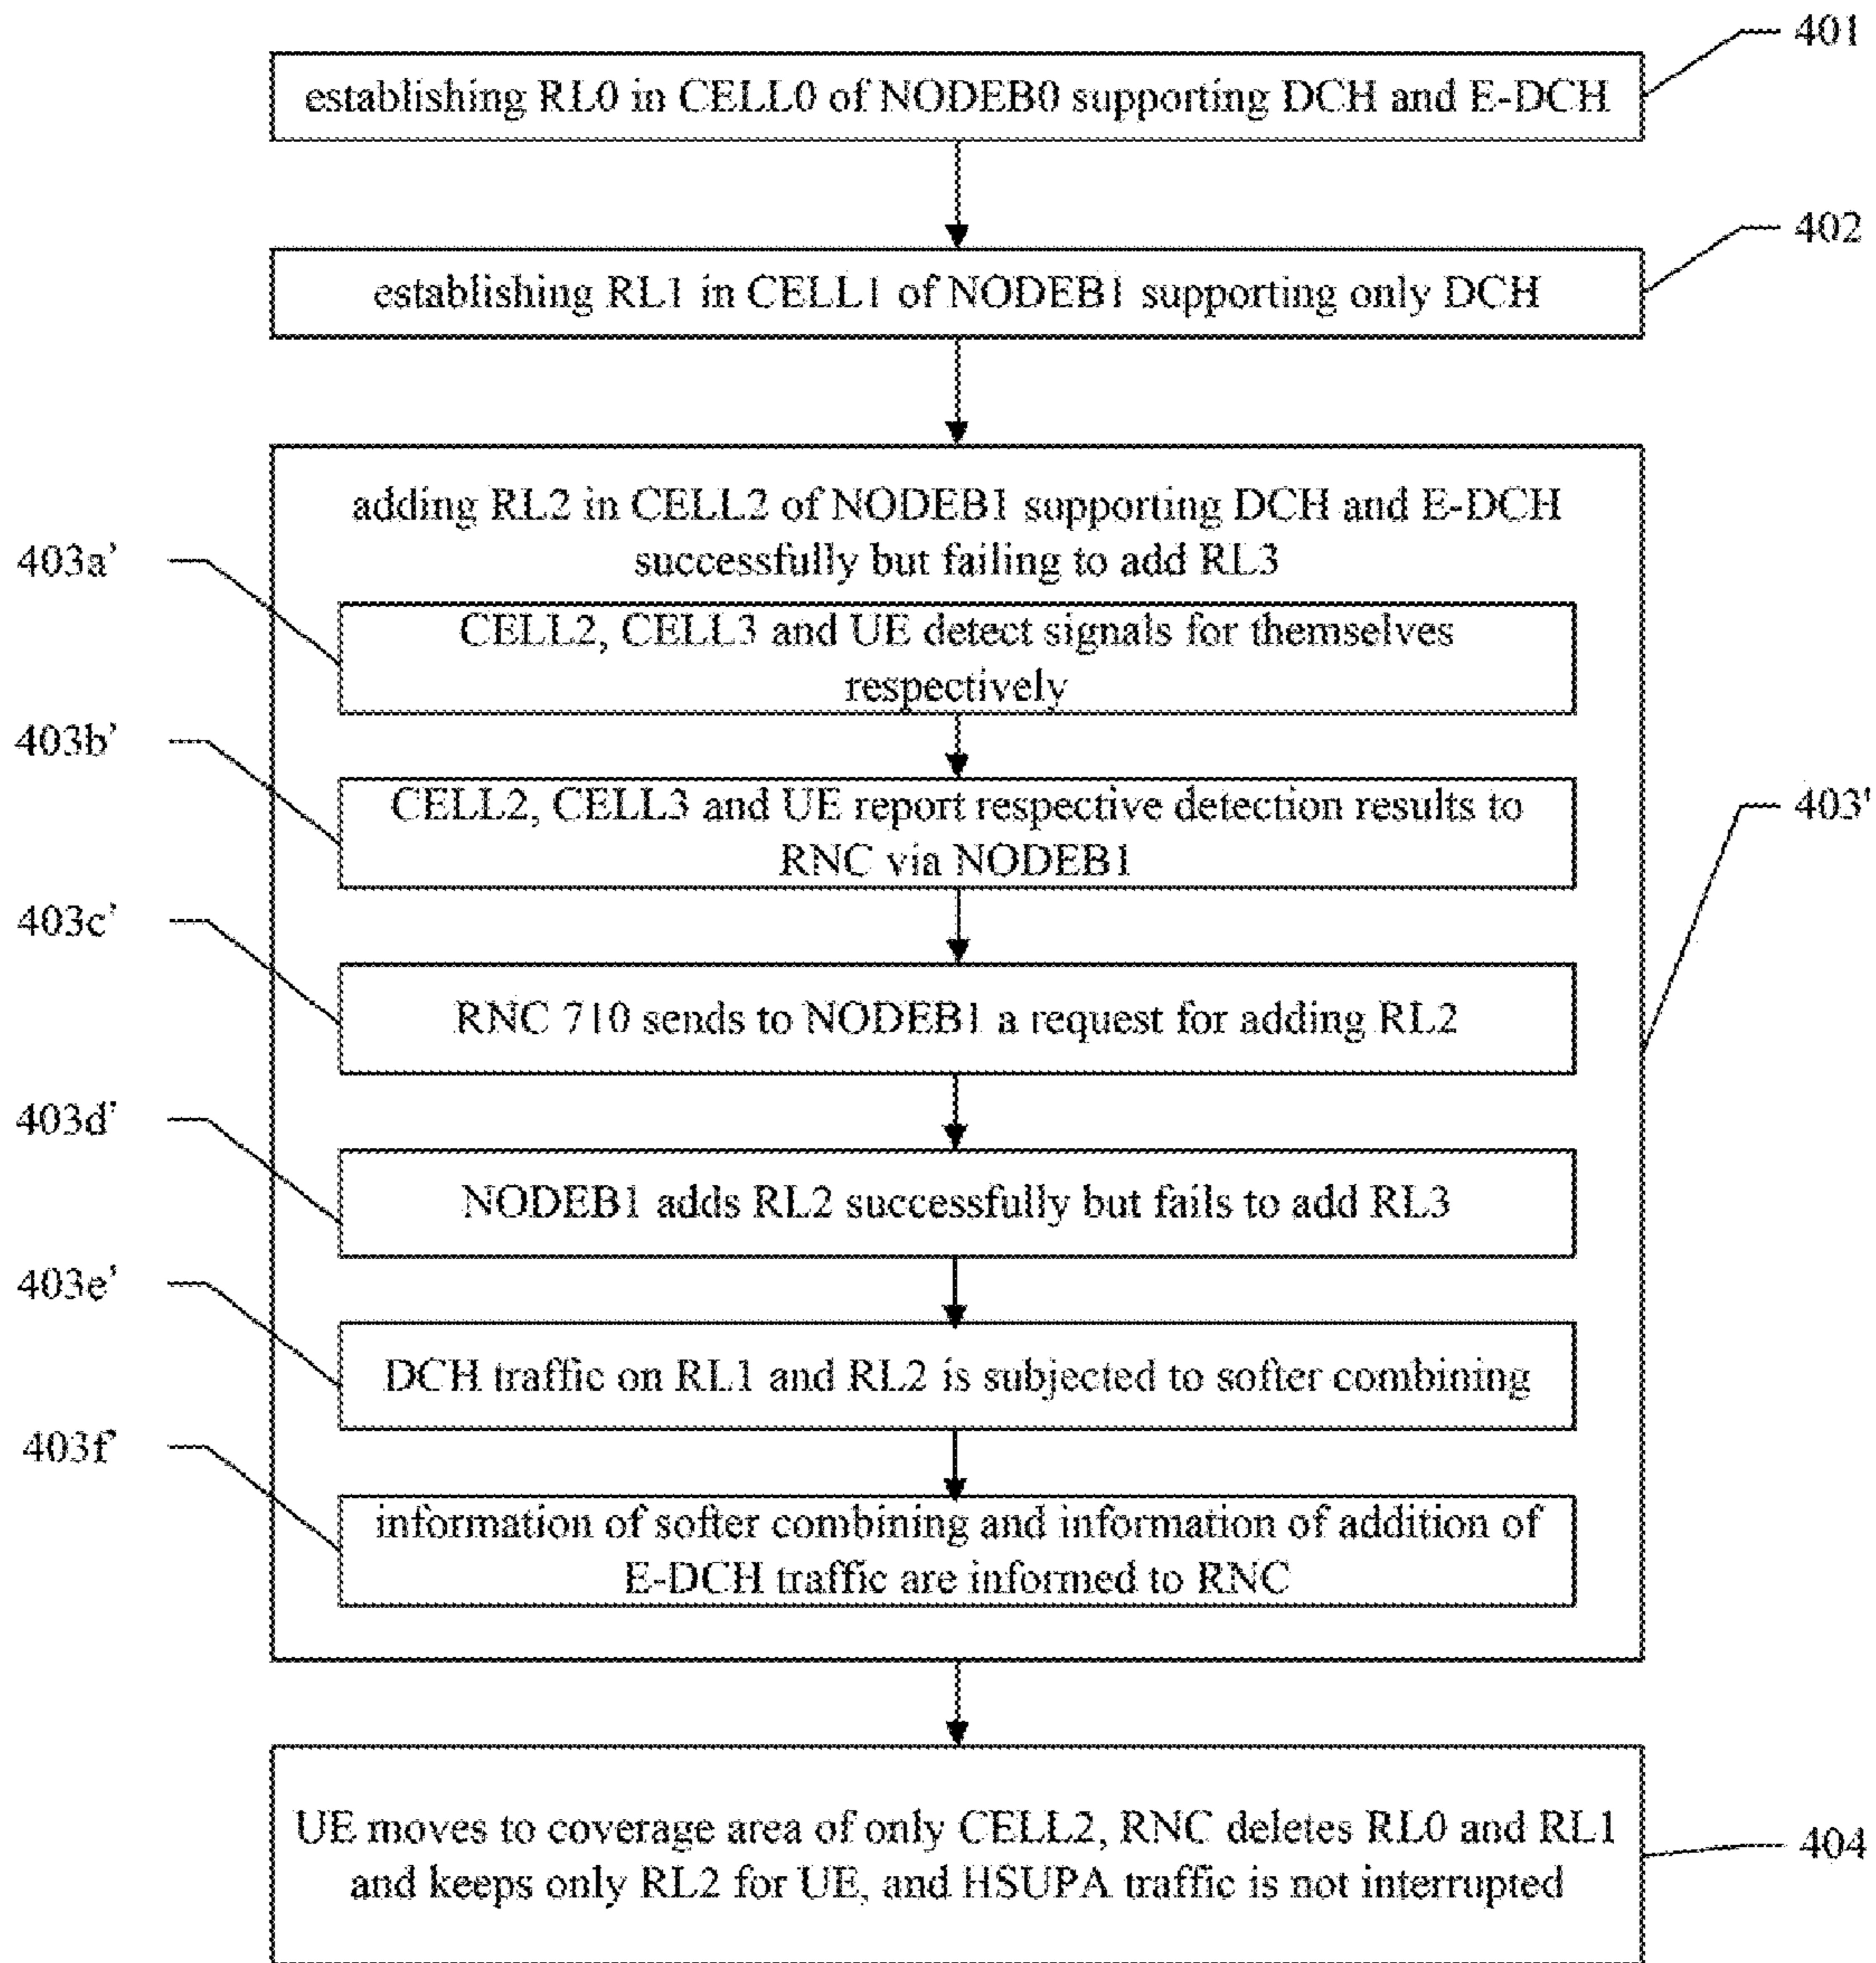 401
establishing RL0 in CELL0 of NODEB0 supporting DCH and E-DCH
402
establishing RL1 in CELL1 of NODEB1 supporting only DCH
403'
adding RL2 in CELL2 of NODEB1 supporting DCH and E-DCH
successfully but failing to add RL3
403a'
CELL2, CELL3 and UE detect signals for themselves
respectively
403b'
CELL2, CELL3 and UE report respective detection results to
RNC via NODEB1
403c'
RNC 710 sends to NODEB1 a request for adding RL2
403d'
NODEB1 adds RL2 successfully but fails to add RL3
403e'
DCH traffic on RL1 and RL2 is subjected to softer combining
403f'
information of softer combining and information of addition of
E-DCH traffic are informed to RNC
UE moves to coverage area of only CELL2, RNC deletes RL0 and RL1
and keeps only RL2 for UE, and HSUPA traffic is not interrupted
404